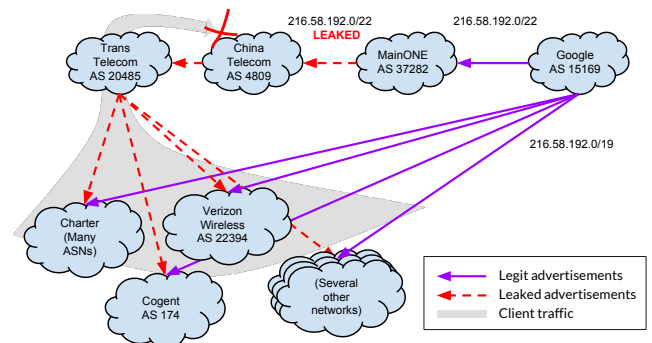 216.58.192.0/22
LEAKED
216.58.192.0/22
Trans
Telecom
AS 20485
China
Telecom
AS 4809
MainONE
AS 37282
Google
AS 15169
216.58.192.0/19
Charter
(Many
ASNs)
Verizon
Wireless
AS 22394
Cogent
AS 174
(Several
other
networks)
Legit advertisements
Leaked advertisements
Client traffic